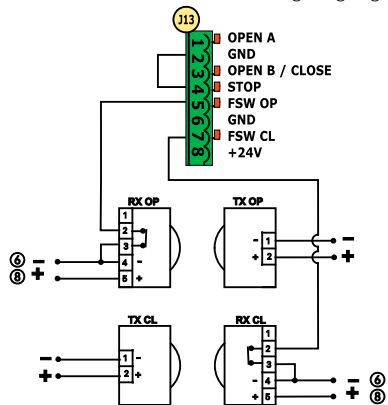 J13
1 OPEN A
2 GND
3 OPEN B / CLOSE
4 STOP
5 FSW OP
6 GND
7 FSW CL
8 +24V
RX OP
1
2
3
4 -
5 +
⑥ -
⑧ +
TX OP
- 1 -
+ 2 +
TX CL
- 1 -
+ 2 +
RX CL
1
2
3
- 4
+ 5
- ⑥
+ ⑧